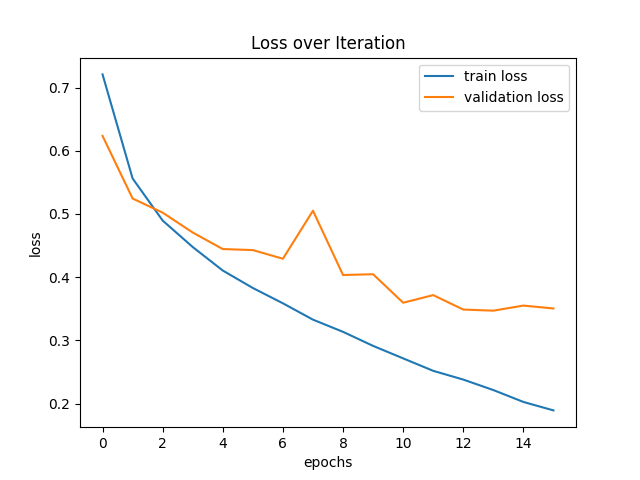 Loss over Iteration
train loss
validation loss
0.7
0.6
0.5
0.4
0.3
0.2
loss
0 2 4 6 8 10 12 14
epochs